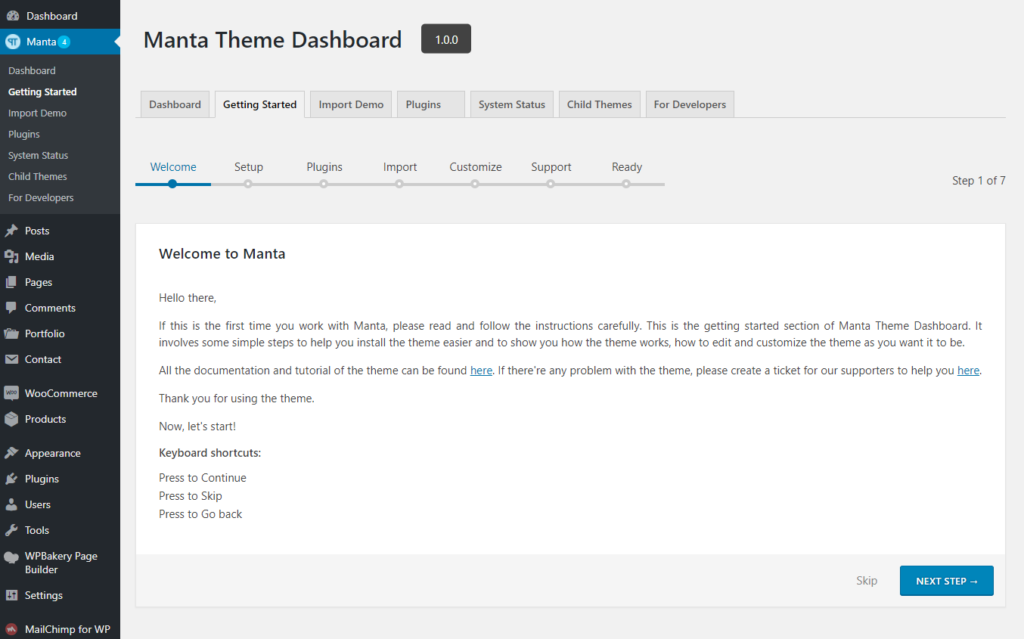 Dashboard
Manta 4
Dashboard
Getting Started
Import Demo
Plugins
System Status
Child Themes
For Developers
Posts
Media
Pages
Comments
Portfolio
Contact
WooCommerce
Products
Appearance
Plugins
Users
Tools
WPBakery Page
Builder
Settings
MailChimp for WP
Manta Theme Dashboard 1.0.0
Dashboard Getting Started Import Demo Plugins System Status Child Themes For Developers
Welcome Setup Plugins Import Customize Support Ready
Step 1 of 7
Welcome to Manta
Hello there,
If this is the first time you work with Manta, please read and follow the instructions carefully. This is the getting started section of Manta Theme Dashboard. It
involves some simple steps to help you install the theme easier and to show you how the theme works, how to edit and customize the theme as you want it to be.
All the documentation and tutorial of the theme can be found here. If there're any problem with the theme, please create a ticket for our supporters to help you here.
Thank you for using the theme.
Now, let's start!
Keyboard shortcuts:
Press to Continue
Press to Skip
Press to Go back
Skip NEXT STEP →